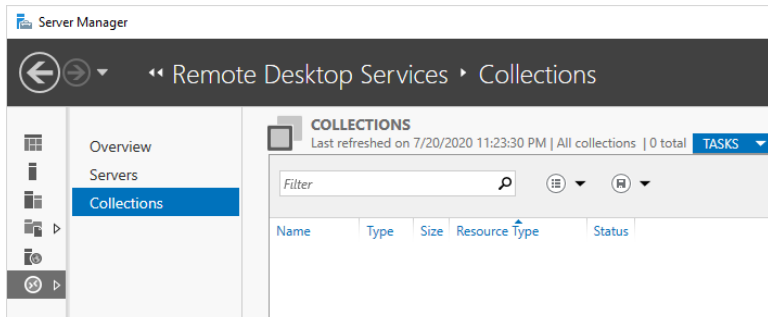 Server Manager
Remote Desktop Services Collections
Overview
Servers
Collections
COLLECTIONS
Last refreshed on 7/20/2020 11:23:30 PM | All collections | 0 total TASKS
Filter
Name Type Size Resource Type Status